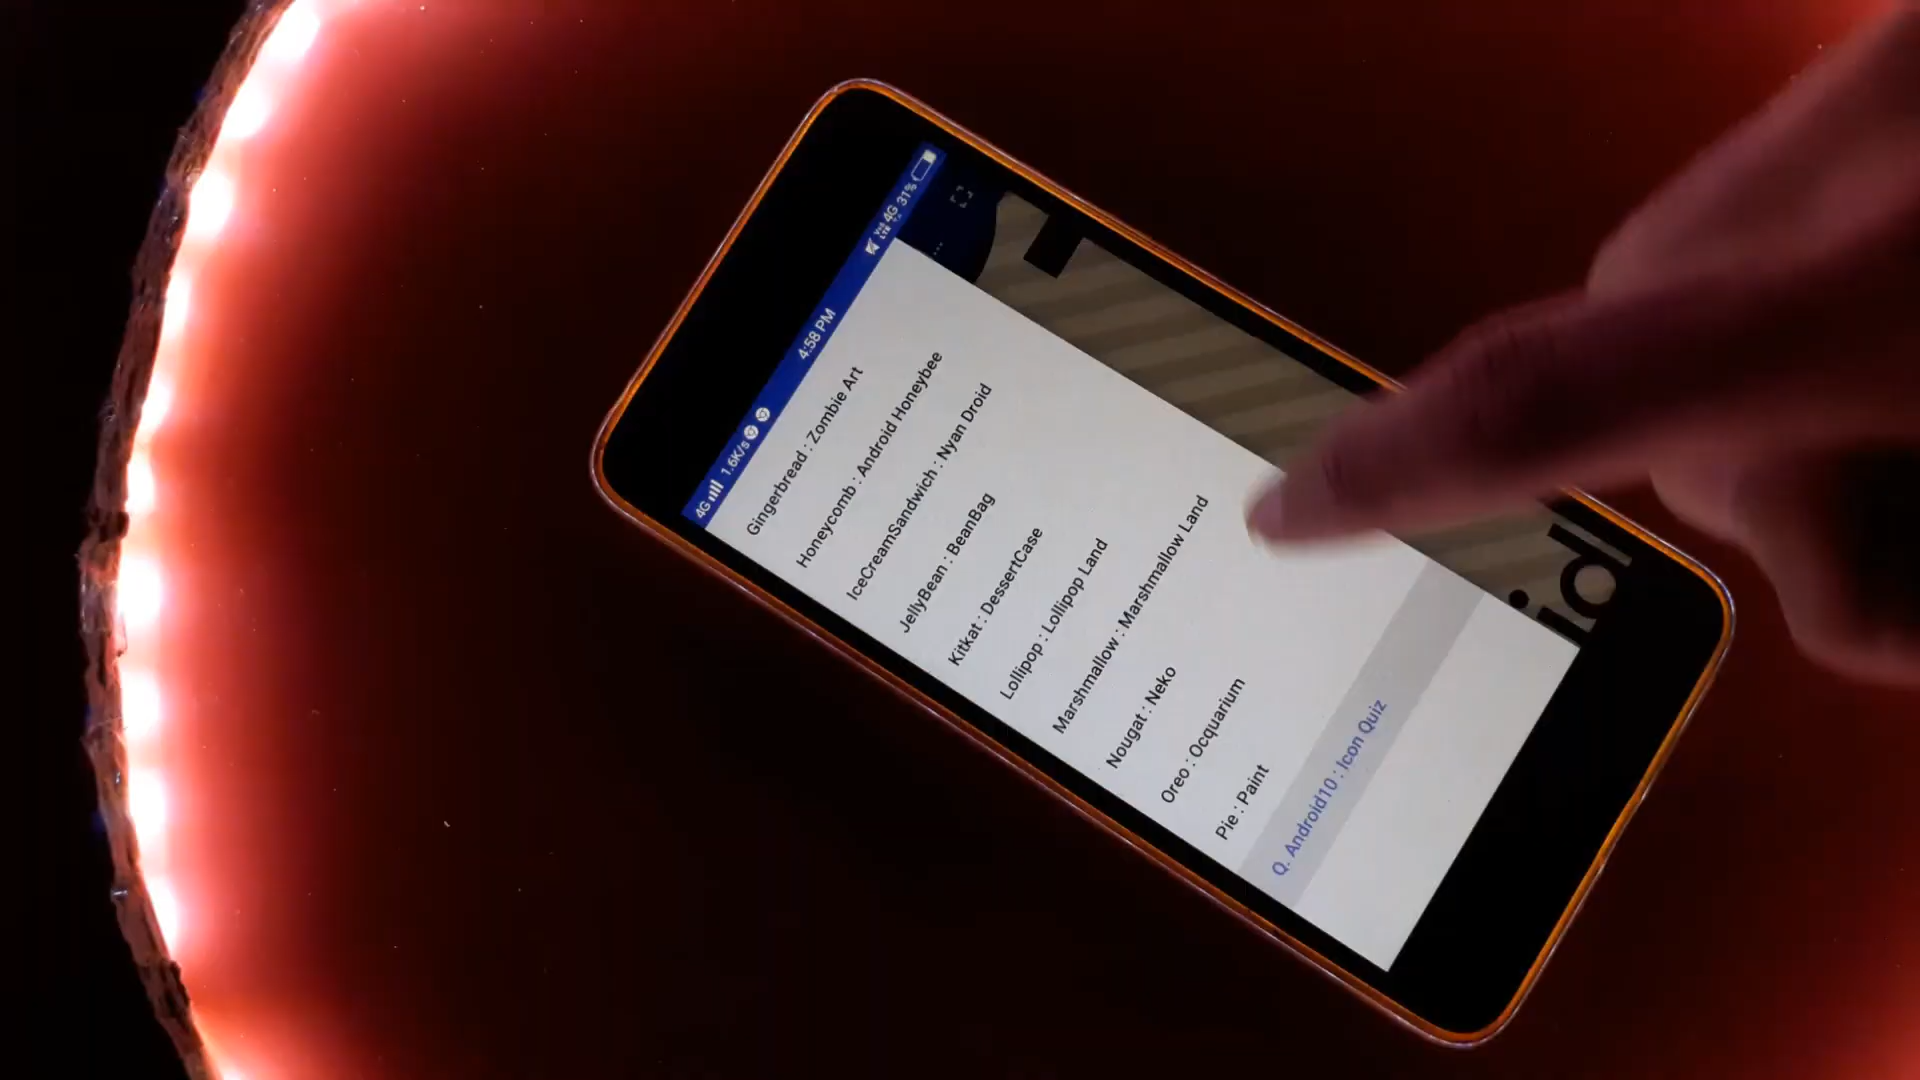 4G 1.6K/s 4:58 PM 4G 31%
Gingerbread : Zombie Art
Honeycomb : Android Honeybee
IceCreamSandwich : Nyan Droid
JellyBean : BeanBag
Kitkat : DessertCase
Lollipop : Lollipop Land
Marshmallow : Marshmallow Land
Nougat : Neko
Oreo : Ocquarium
Pie : Paint
Q. Android10 : Icon Quiz
id